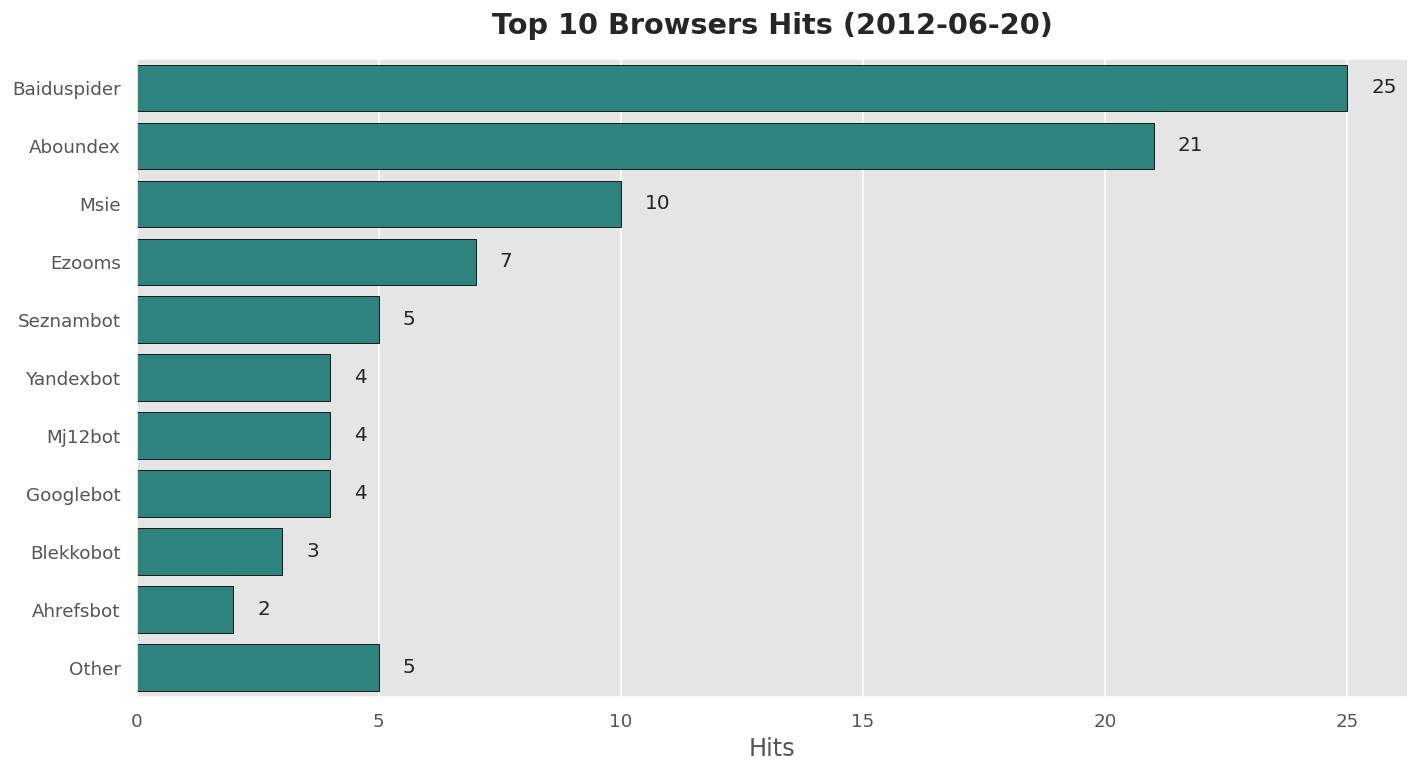 Top 10 Browsers Hits (2012-06-20)
Baiduspider 25
Aboundex 21
Msie 10
Ezooms 7
Seznambot 5
Yandexbot 4
Mj12bot 4
Googlebot 4
Blekkobot 3
Ahrefsbot 2
Other 5
0 5 10 15 20 25
Hits